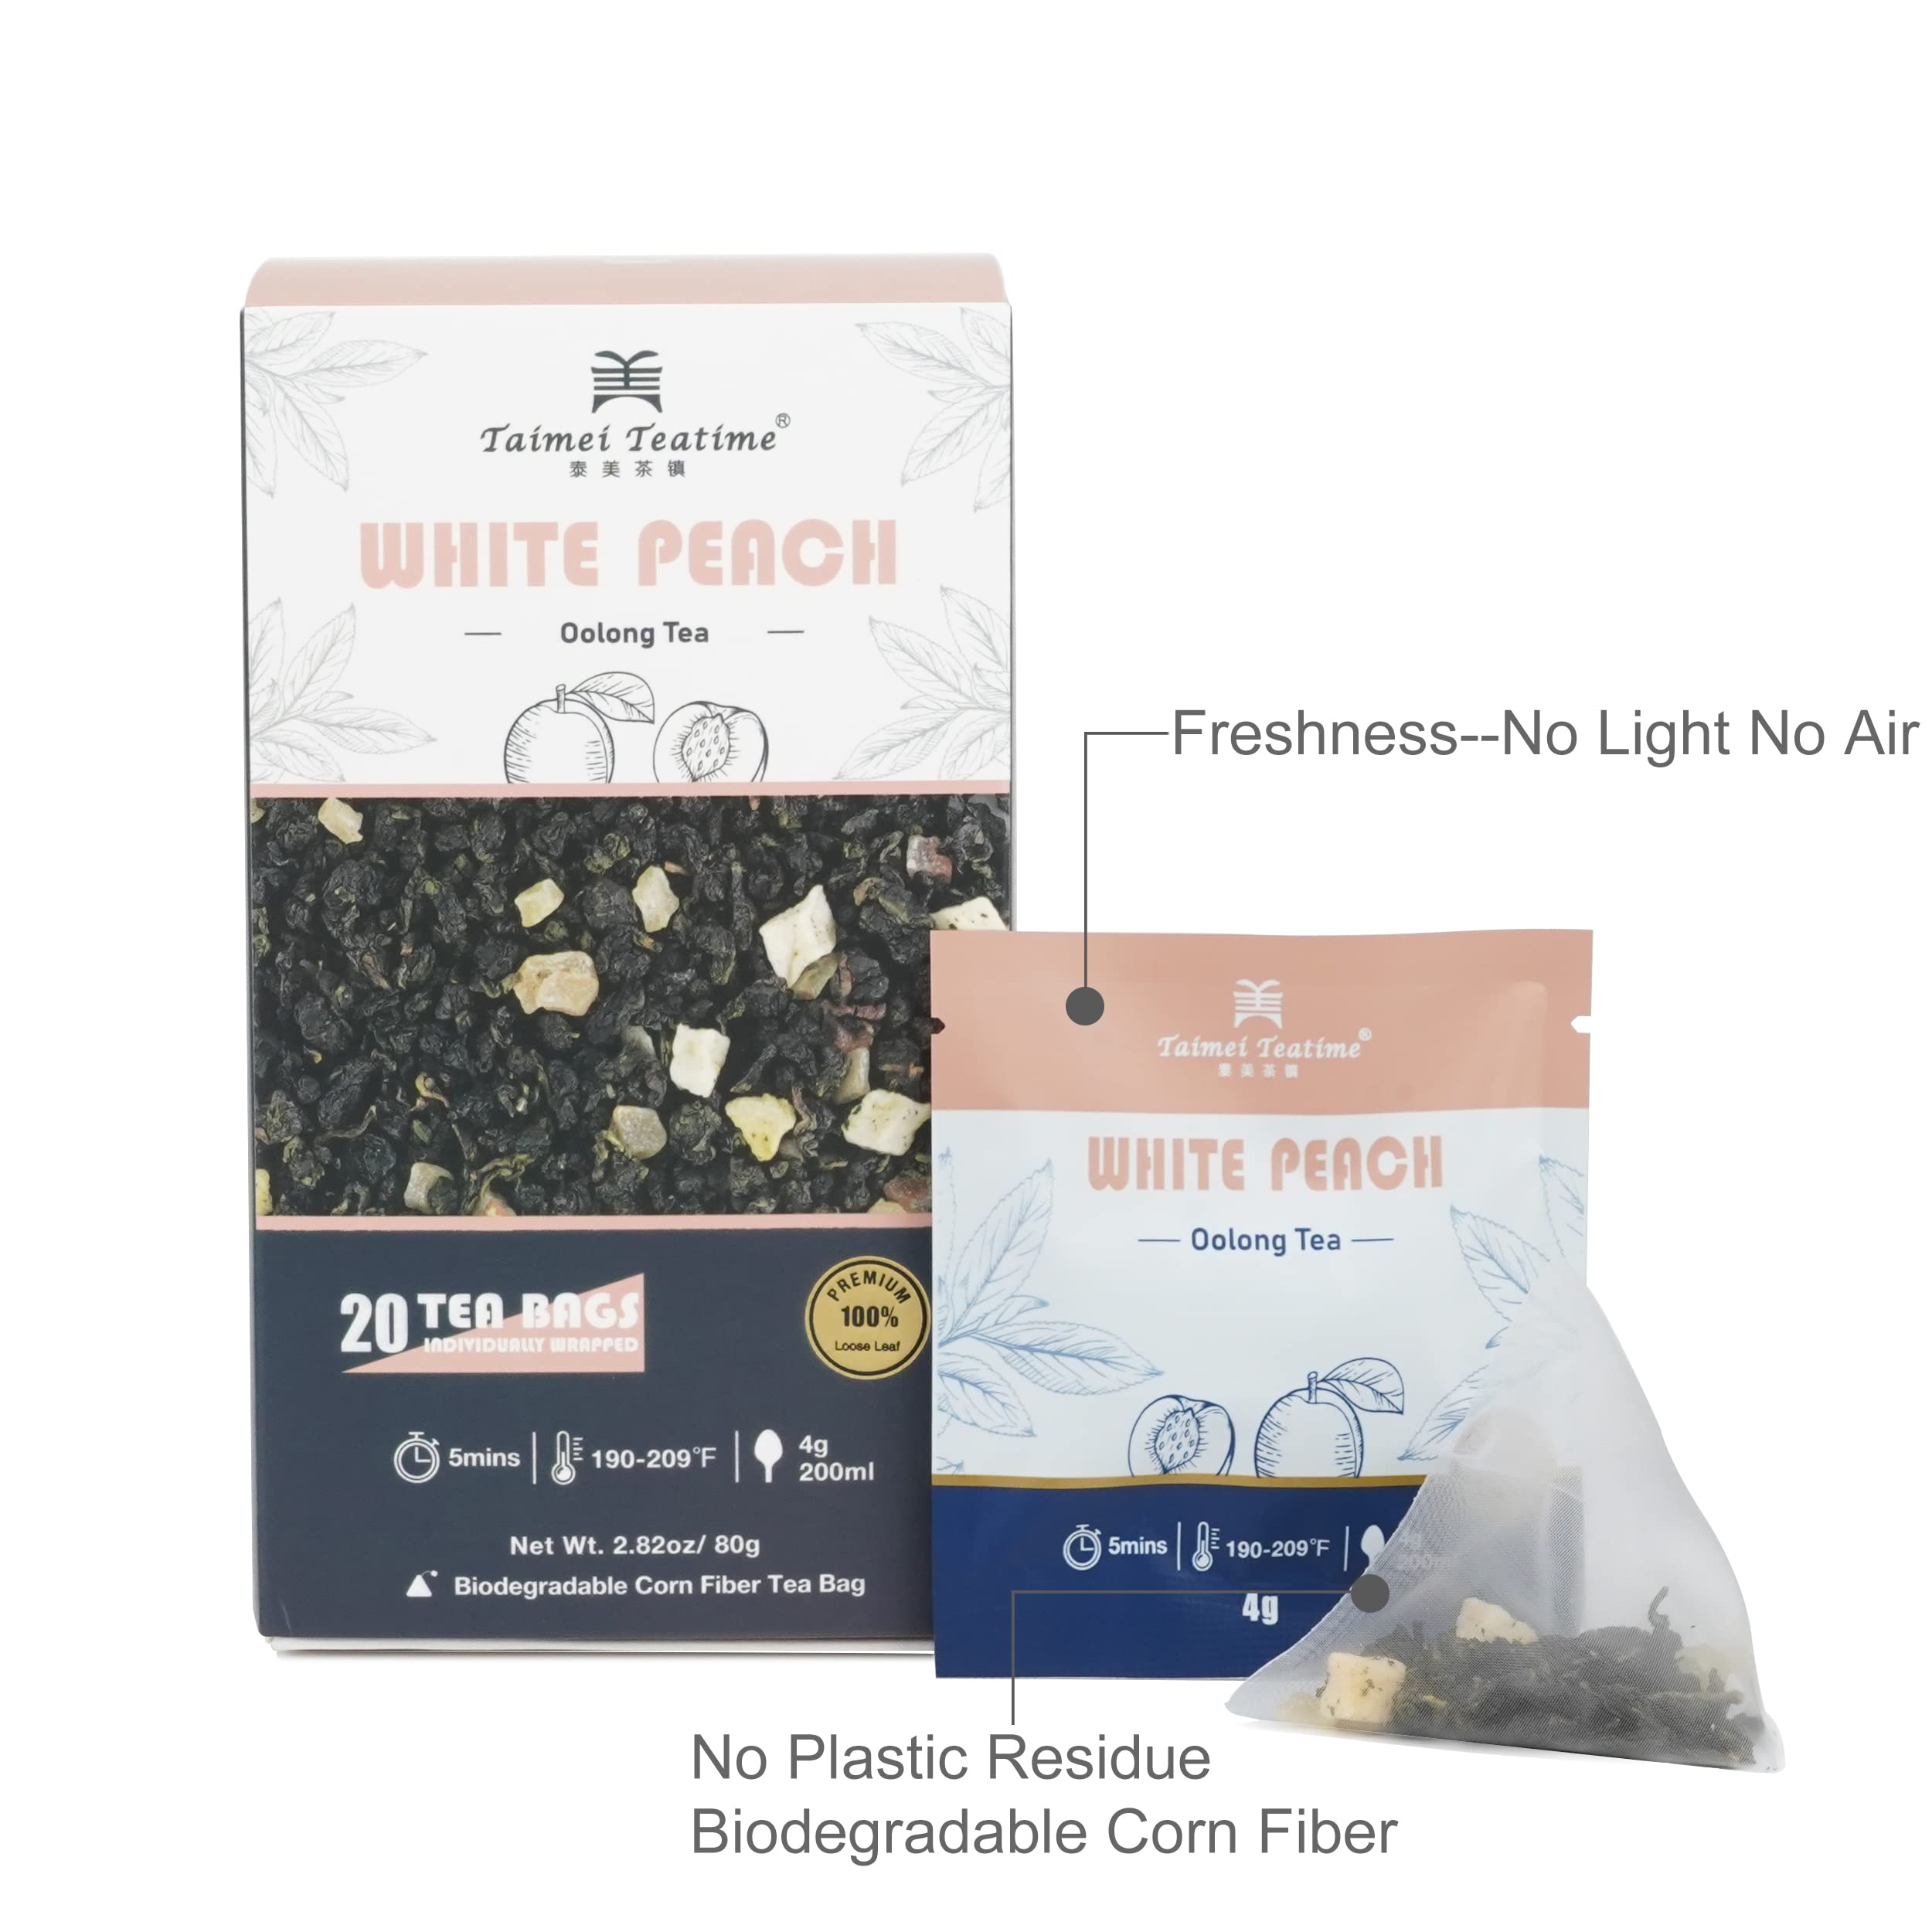 Taimei Teatime®
泰美茶镇
WHITE PEACH
Oolong Tea
20 TEA BAGS
INDIVIDUALLY WRAPPED
PREMIUM
100%
Loose Leaf
5mins
190-209°F
4g
200ml
Net Wt. 2.82oz/ 80g
Biodegradable Corn Fiber Tea Bag
Freshness--No Light No Air
Taimei Teatime®
泰美茶镇
WHITE PEACH
Oolong Tea
5mins
190-209°F
4g
200ml
4g
No Plastic Residue
Biodegradable Corn Fiber